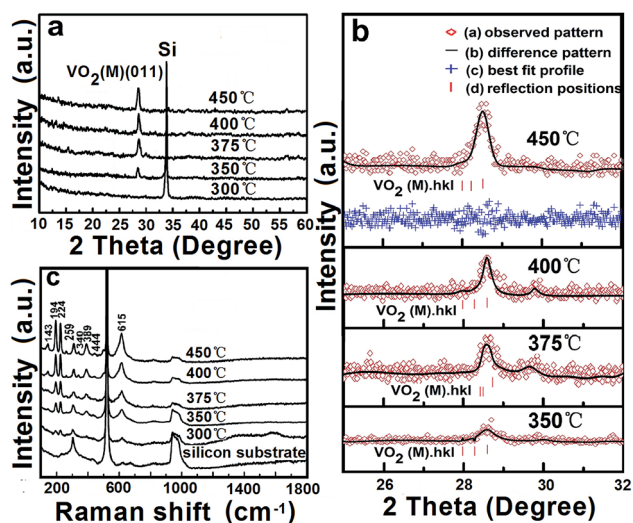 a
Intensity (a.u.)
Si
VO2(M)(011)
450℃
400℃
375℃
350℃
300℃
10 15 20 25 30 35 40 45 50 55 60
2 Theta (Degree)
b
(a) observed pattern
(b) difference pattern
(c) best fit profile
(d) reflection positions
Intensity (a.u.)
450℃
VO2 (M).hkl
400℃
VO2 (M).hkl
375℃
VO2 (M).hkl
350℃
VO2 (M).hkl
26 28 30 32
2 Theta (Degree)
c
Intensity (a.u.)
143
194
224
259
340
389
444
615
450℃
400℃
375℃
350℃
300℃
silicon substrate
200 600 1000 1400 1800
Raman shift (cm-1)